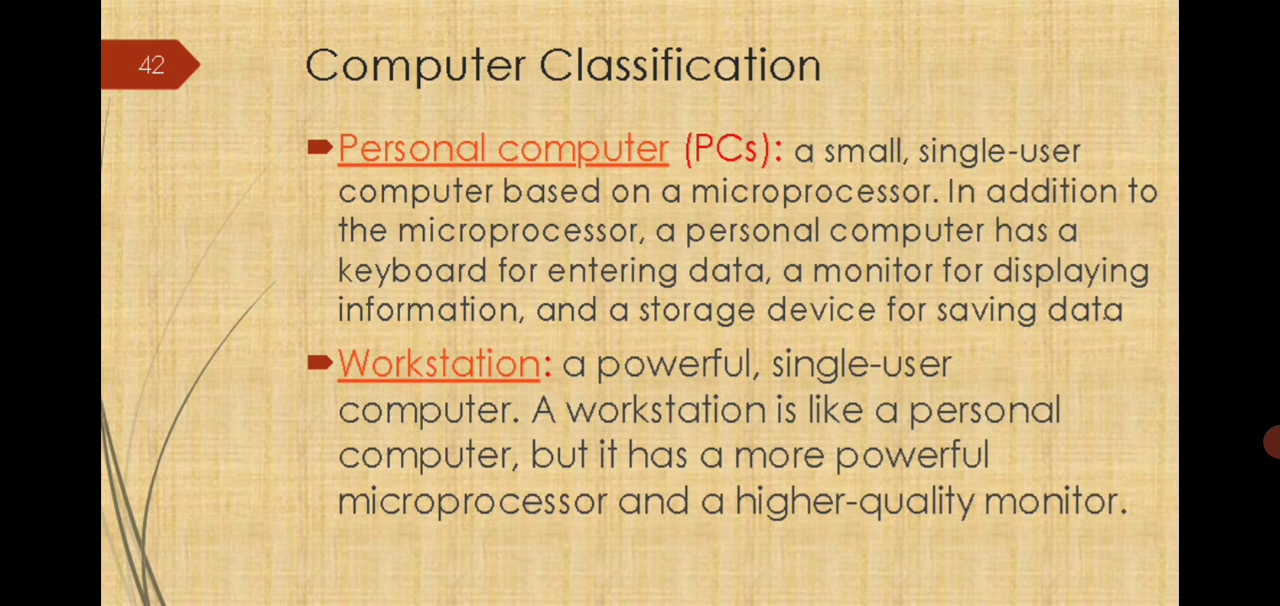 42
Computer Classification
Personal computer (PCs): a small, single-user
computer based on a microprocessor. In addition to
the microprocessor, a personal computer has a
keyboard for entering data, a monitor for displaying
information, and a storage device for saving data.
Workstation: a powerful, single-user
computer. A workstation is like a personal
computer, but it has a more powerful
microprocessor and a higher-quality monitor.